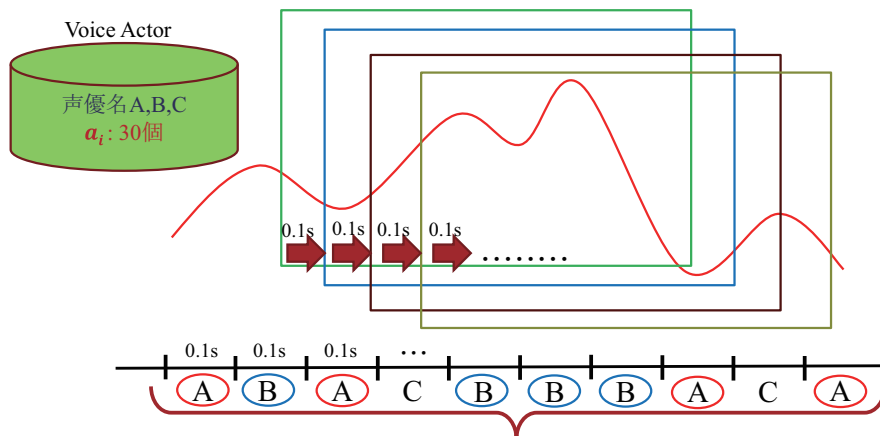 Voice Actor
声優名A,B,C
a_i : 30個
0.1s 0.1s 0.1s 0.1s
........
0.1s 0.1s 0.1s ...
A B A C B B B A C A